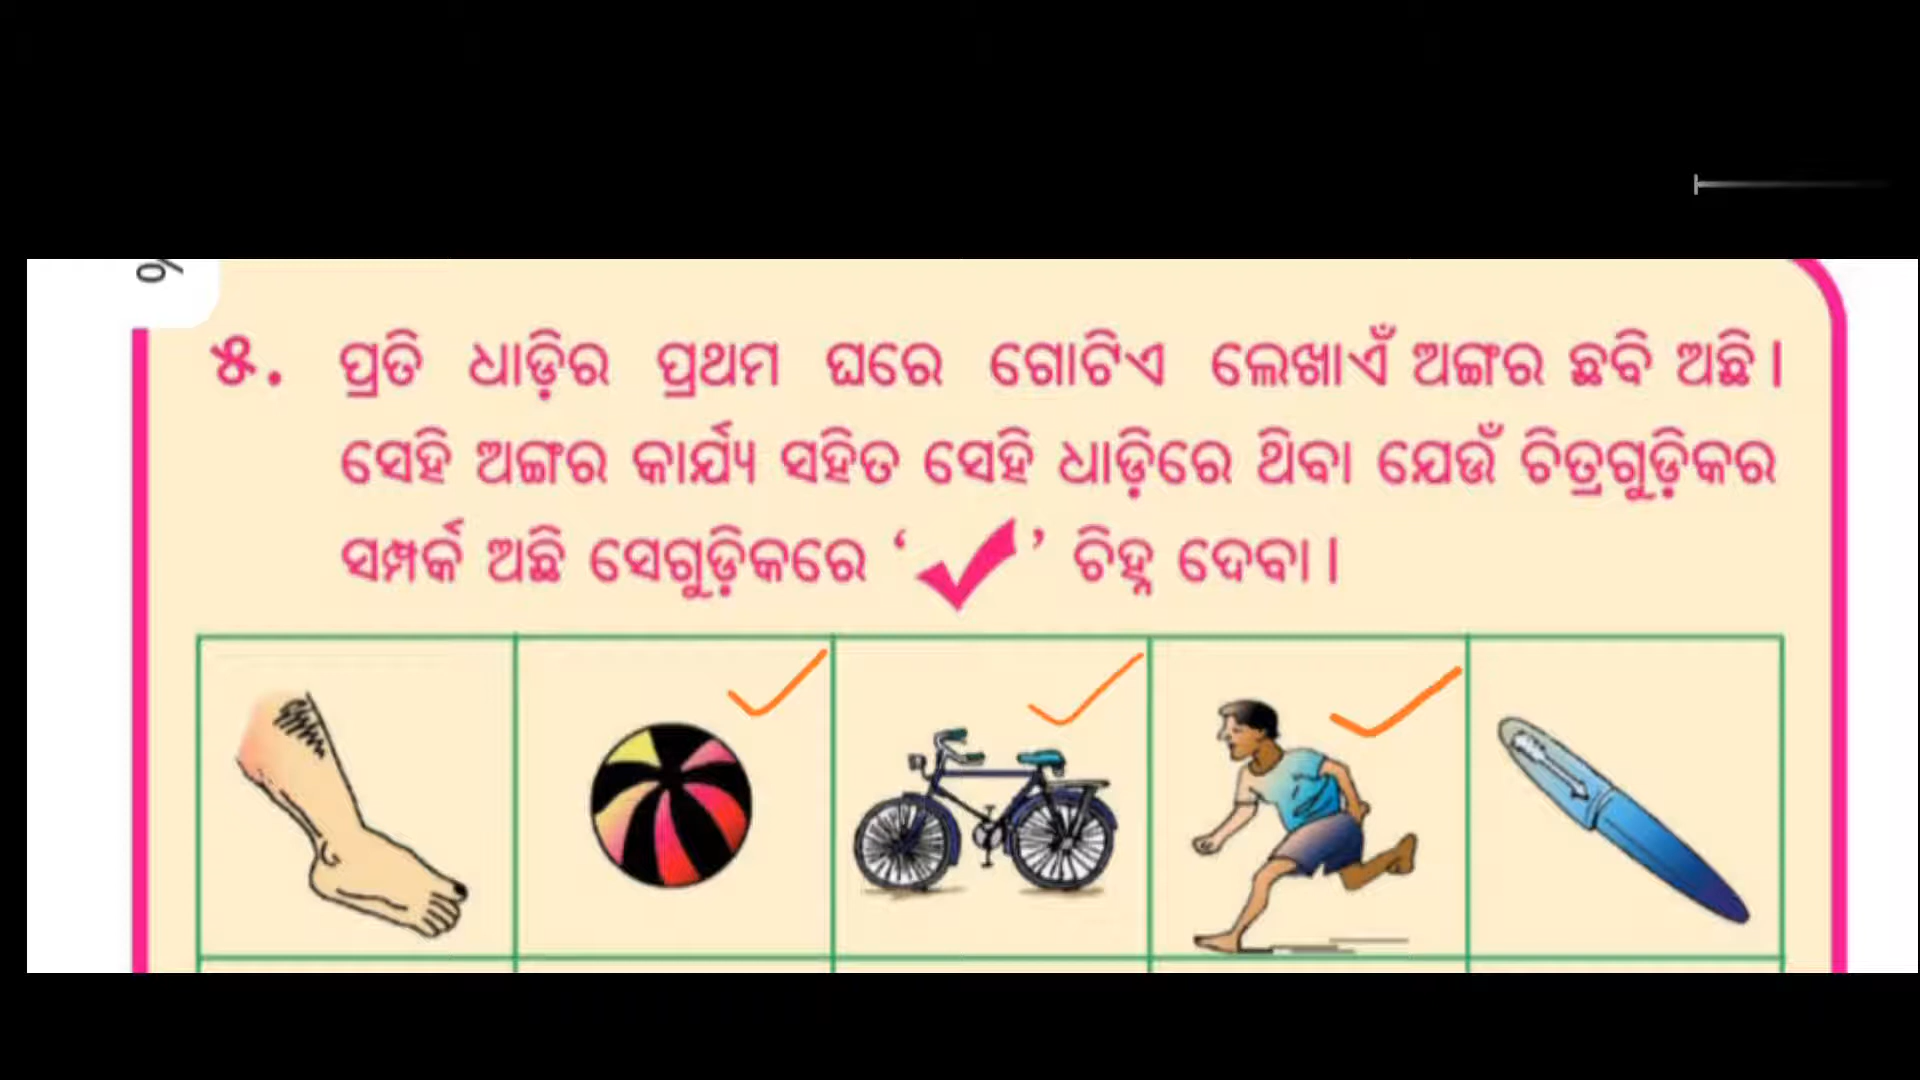 ୫. ପ୍ରତି ଧାଡ଼ିର ପ୍ରଥମ ଘରେ ଗୋଟିଏ ଲେଖାଏଁ ଅଙ୍ଗର ଛବି ଅଛି।
ସେହି ଅଙ୍ଗର କାର୍ଯ୍ୟ ସହିତ ସେହି ଧାଡ଼ିରେ ଥିବା ଯେଉଁ ଚିତ୍ରଗୁଡ଼ିକର
ସମ୍ପର୍କ ଅଛି ସେଗୁଡ଼ିକରେ ‘✓’ ଚିହ୍ନ ଦେବା।